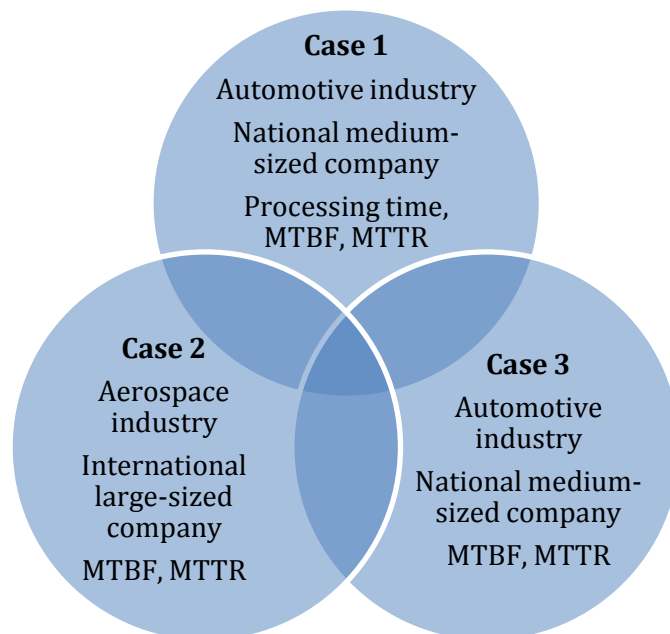 Case 1
Automotive industry
National medium-
sized company
Processing time,
MTBF, MTTR
Case 2
Aerospace
industry
International
large-sized
company
MTBF, MTTR
Case 3
Automotive
industry
National medium-
sized company
MTBF, MTTR